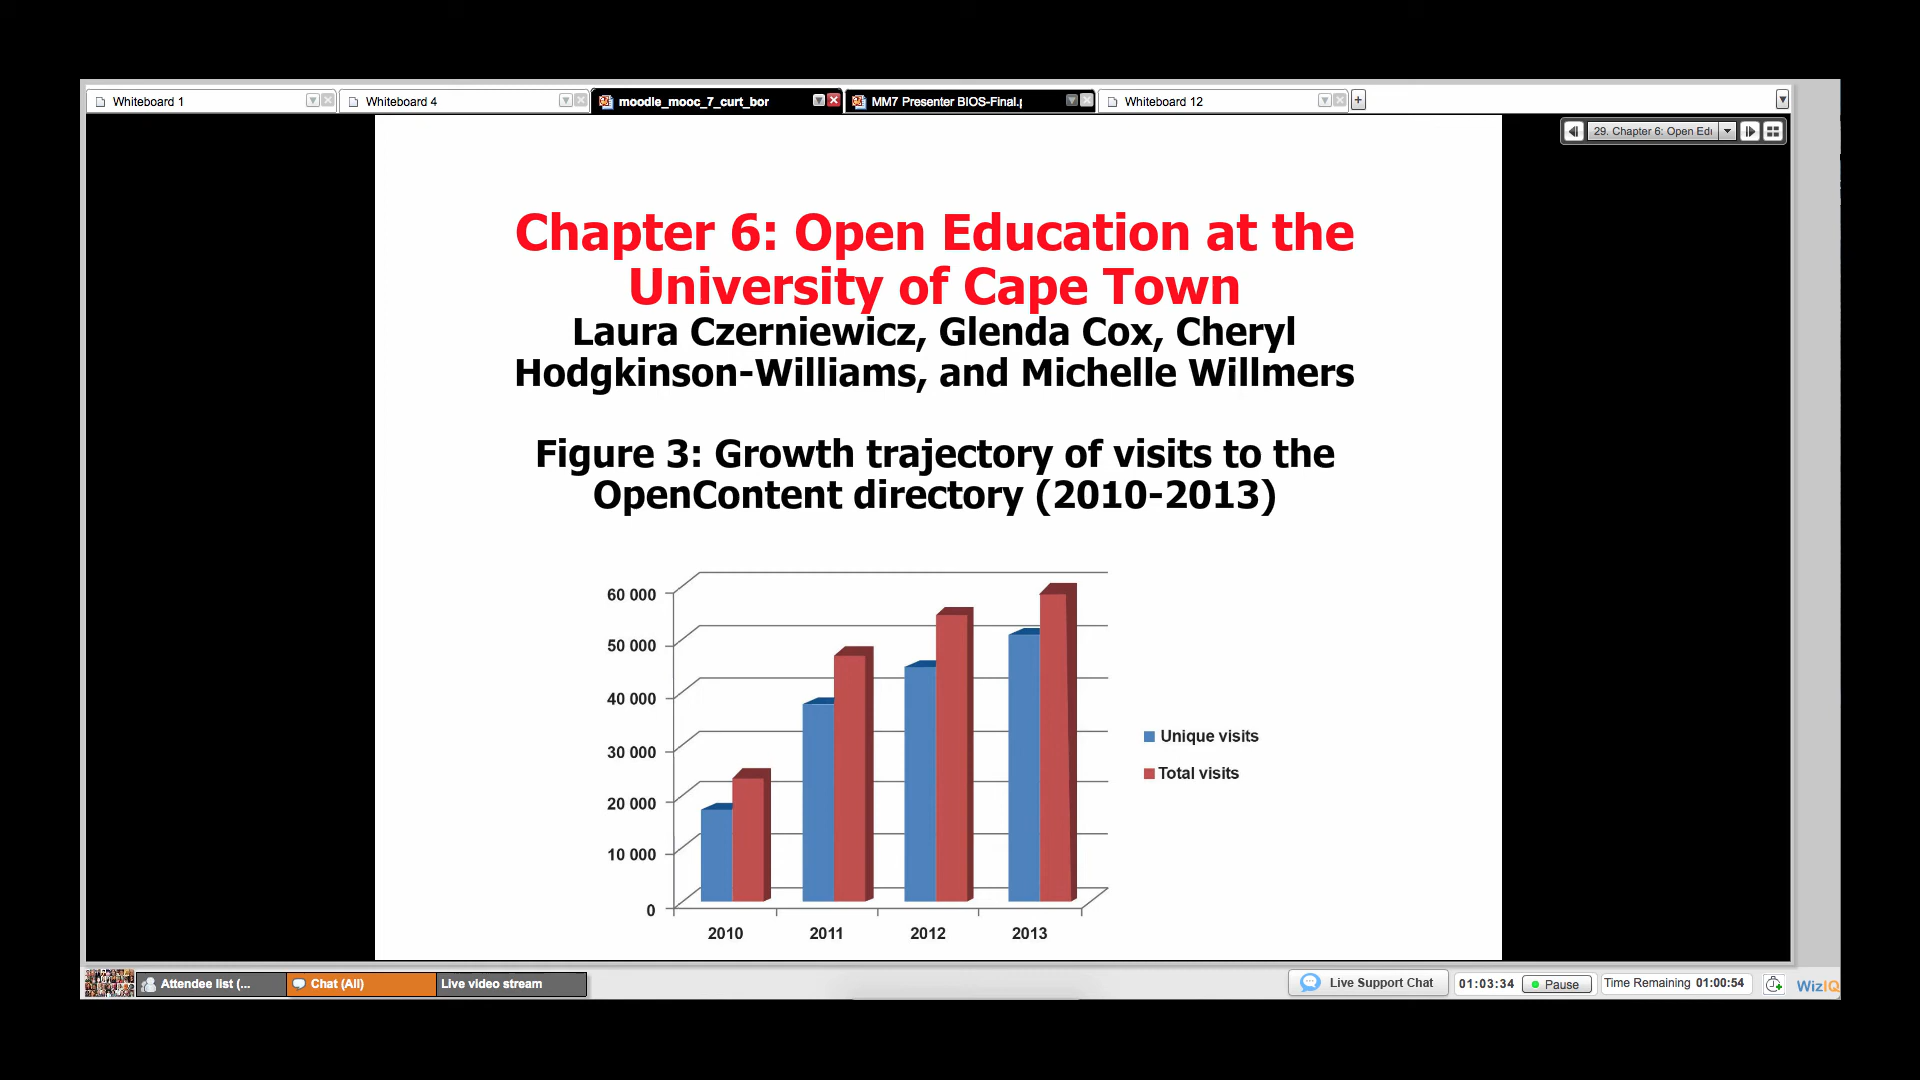 Whiteboard 1
Whiteboard 4
moodle_mooc_7_curt_bor
MM7 Presenter BIOS-Final.p
Whiteboard 12
29. Chapter 6: Open Edu
Chapter 6: Open Education at the
University of Cape Town
Laura Czerniewicz, Glenda Cox, Cheryl
Hodgkinson-Williams, and Michelle Willmers
Figure 3: Growth trajectory of visits to the
OpenContent directory (2010-2013)
60 000
50 000
40 000
30 000
20 000
10 000
0
2010
2011
2012
2013
Unique visits
Total visits
Attendee list (...
Chat (All)
Live video stream
Live Support Chat
01:03:34
Pause
Time Remaining 01:00:54
WizIQ